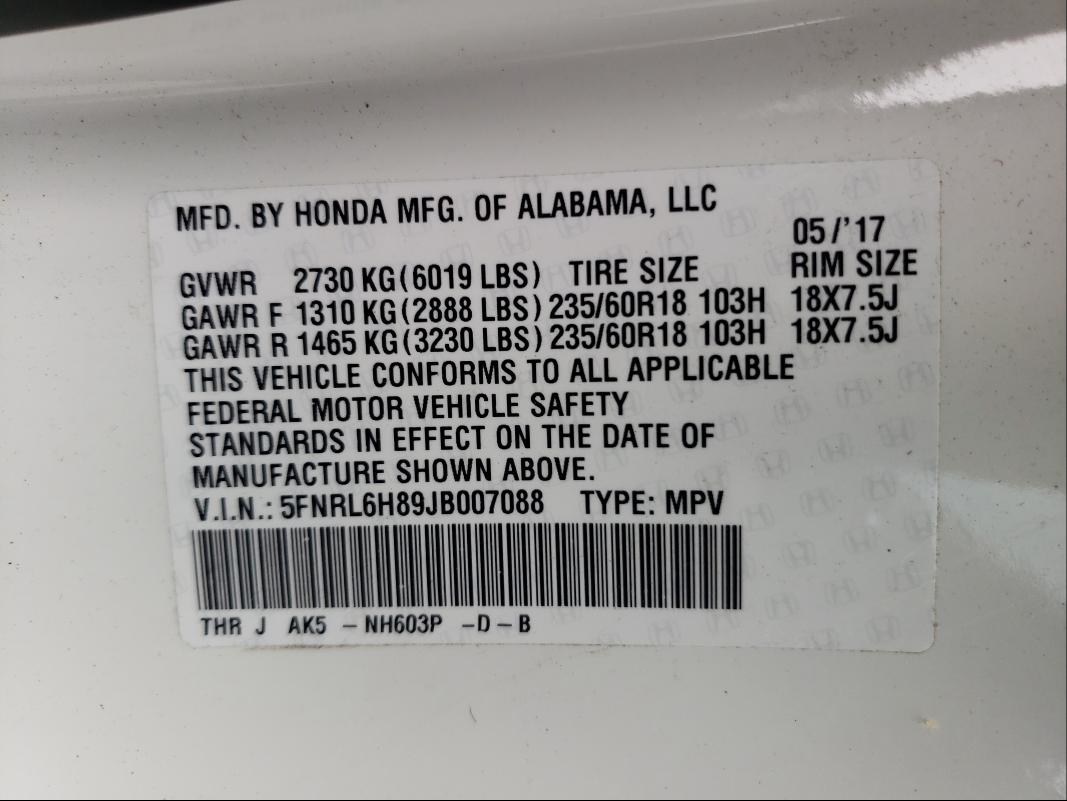 MFD. BY HONDA MFG. OF ALABAMA, LLC
05/'17
GVWR 2730 KG(6019 LBS) TIRE SIZE RIM SIZE
GAWR F 1310 KG(2888 LBS) 235/60R18 103H 18X7.5J
GAWR R 1465 KG(3230 LBS) 235/60R18 103H 18X7.5J
THIS VEHICLE CONFORMS TO ALL APPLICABLE
FEDERAL MOTOR VEHICLE SAFETY
STANDARDS IN EFFECT ON THE DATE OF
MANUFACTURE SHOWN ABOVE.
V.I.N.: 5FNRL6H89JB007088 TYPE: MPV
THR J AK5 - NH603P -D-B